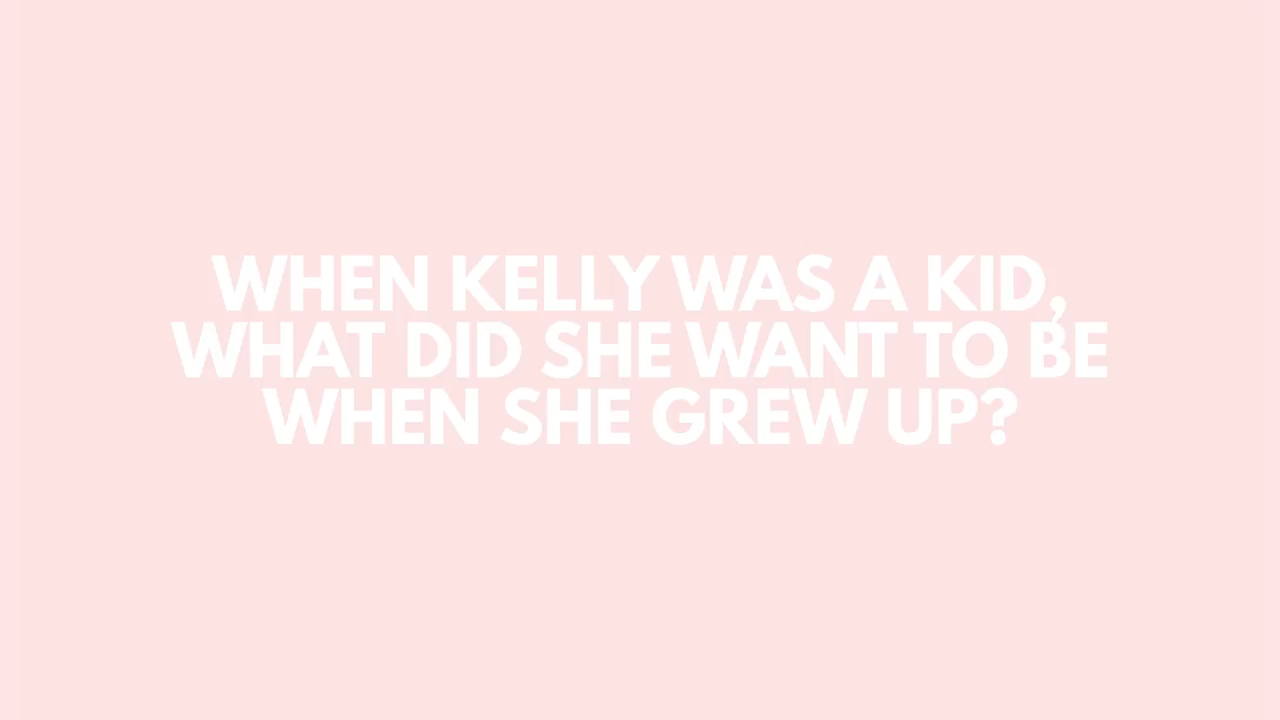 WHEN KELLY WAS A KID,
WHAT DID SHE WANT TO BE
WHEN SHE GREW UP?